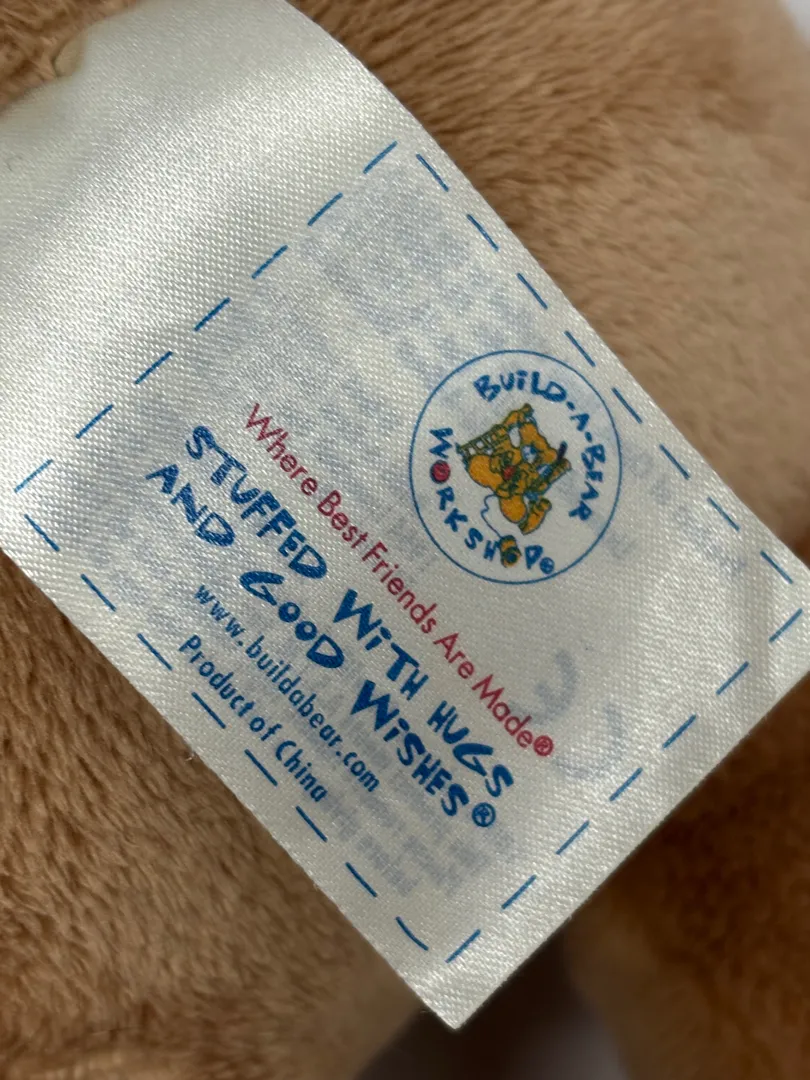 BUILD-A-BEAR
WORKSHOP®
Where Best Friends Are Made®
STUFFED WITH HUGS
AND GOOD WISHES®
www.buildabear.com
Product of China